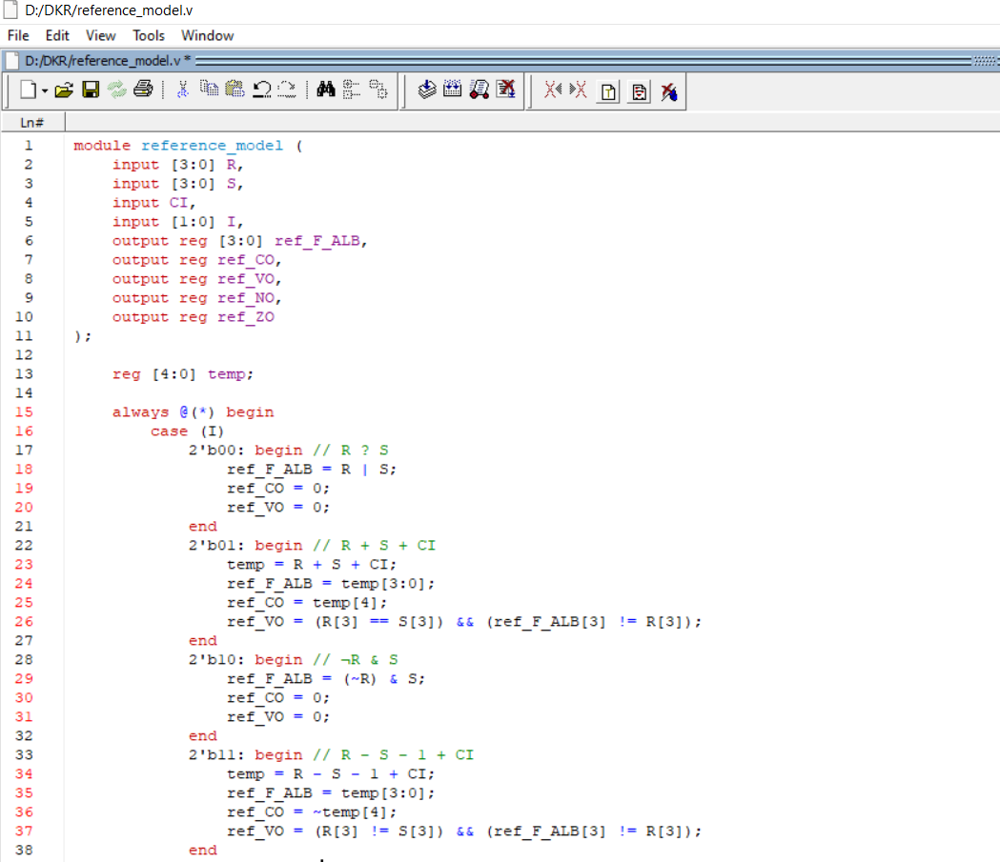 D:/DKR/reference_model.v
File Edit View Tools Window
D:/DKR/reference_model.v *
Ln#
1 module reference_model (
2     input [3:0] R,
3     input [3:0] S,
4     input CI,
5     input [1:0] I,
6     output reg [3:0] ref_F_ALB,
7     output reg ref_CO,
8     output reg ref_VO,
9     output reg ref_NO,
10     output reg ref_ZO
11 );
12
13     reg [4:0] temp;
14
15     always @(*) begin
16         case (I)
17             2'b00: begin // R ? S
18                 ref_F_ALB = R | S;
19                 ref_CO = 0;
20                 ref_VO = 0;
21             end
22             2'b01: begin // R + S + CI
23                 temp = R + S + CI;
24                 ref_F_ALB = temp[3:0];
25                 ref_CO = temp[4];
26                 ref_VO = (R[3] == S[3]) && (ref_F_ALB[3] != R[3]);
27             end
28             2'b10: begin // ¬R & S
29                 ref_F_ALB = (~R) & S;
30                 ref_CO = 0;
31                 ref_VO = 0;
32             end
33             2'b11: begin // R - S - 1 + CI
34                 temp = R - S - 1 + CI;
35                 ref_F_ALB = temp[3:0];
36                 ref_CO = ~temp[4];
37                 ref_VO = (R[3] != S[3]) && (ref_F_ALB[3] != R[3]);
38             end